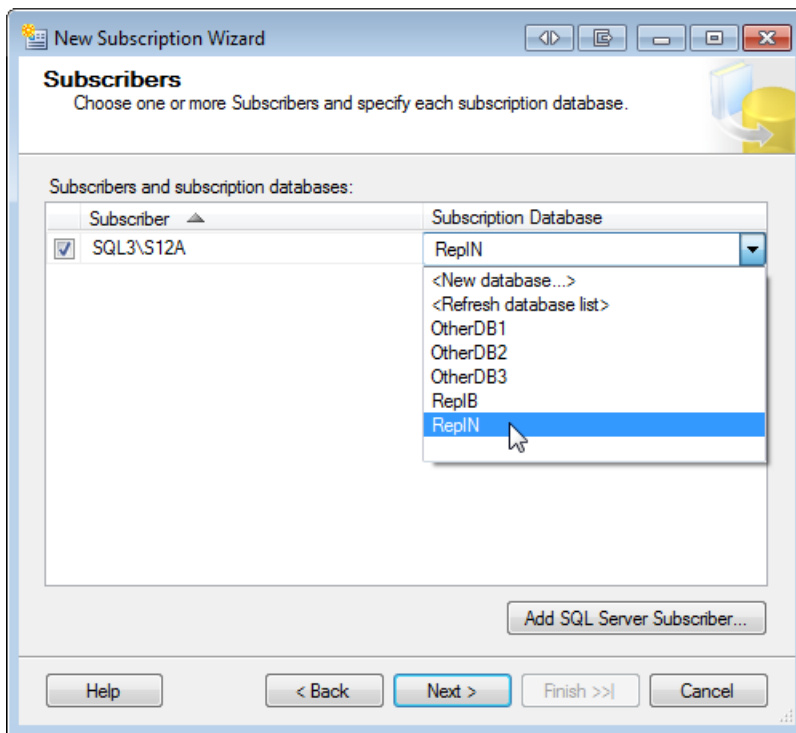 New Subscription Wizard
Subscribers
Choose one or more Subscribers and specify each subscription database.
Subscribers and subscription databases:
Subscriber Subscription Database
SQL3\S12A RepIN
<New database...>
<Refresh database list>
OtherDB1
OtherDB2
OtherDB3
RepIB
RepIN
Add SQL Server Subscriber...
Help < Back Next > Finish >>| Cancel